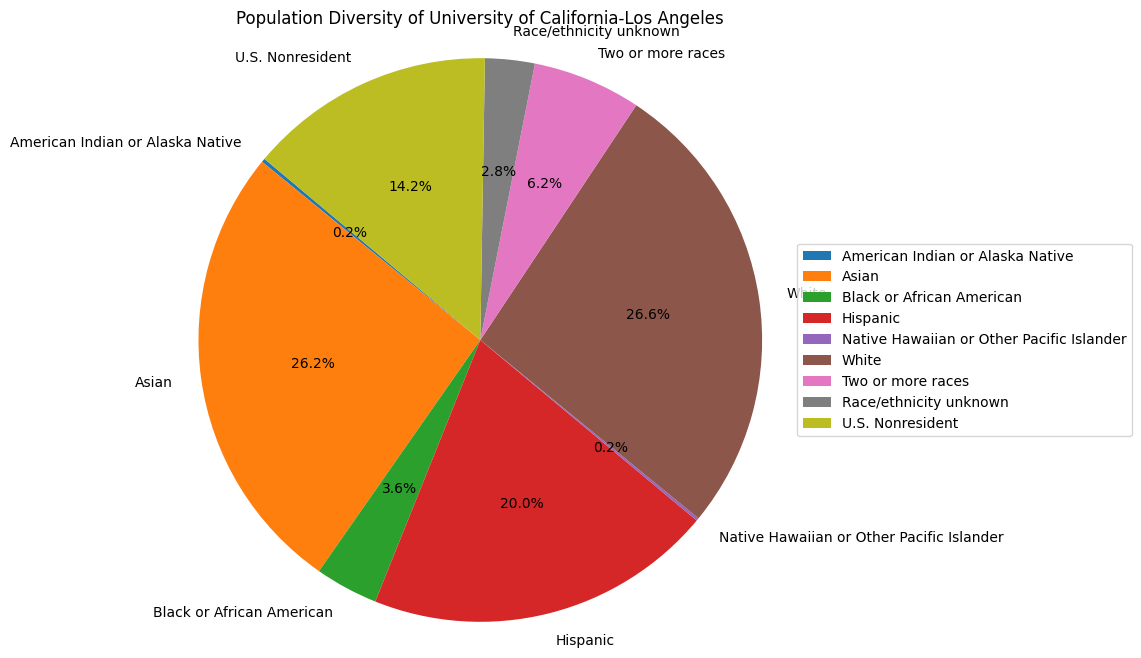 Population Diversity of University of California-Los Angeles
Race/ethnicity unknown
Two or more races
U.S. Nonresident
American Indian or Alaska Native
2.8%
6.2%
14.2%
0.2%
26.6%
White
26.2%
Asian
0.2%
3.6%
20.0%
Native Hawaiian or Other Pacific Islander
Black or African American
Hispanic
American Indian or Alaska Native
Asian
Black or African American
Hispanic
Native Hawaiian or Other Pacific Islander
White
Two or more races
Race/ethnicity unknown
U.S. Nonresident